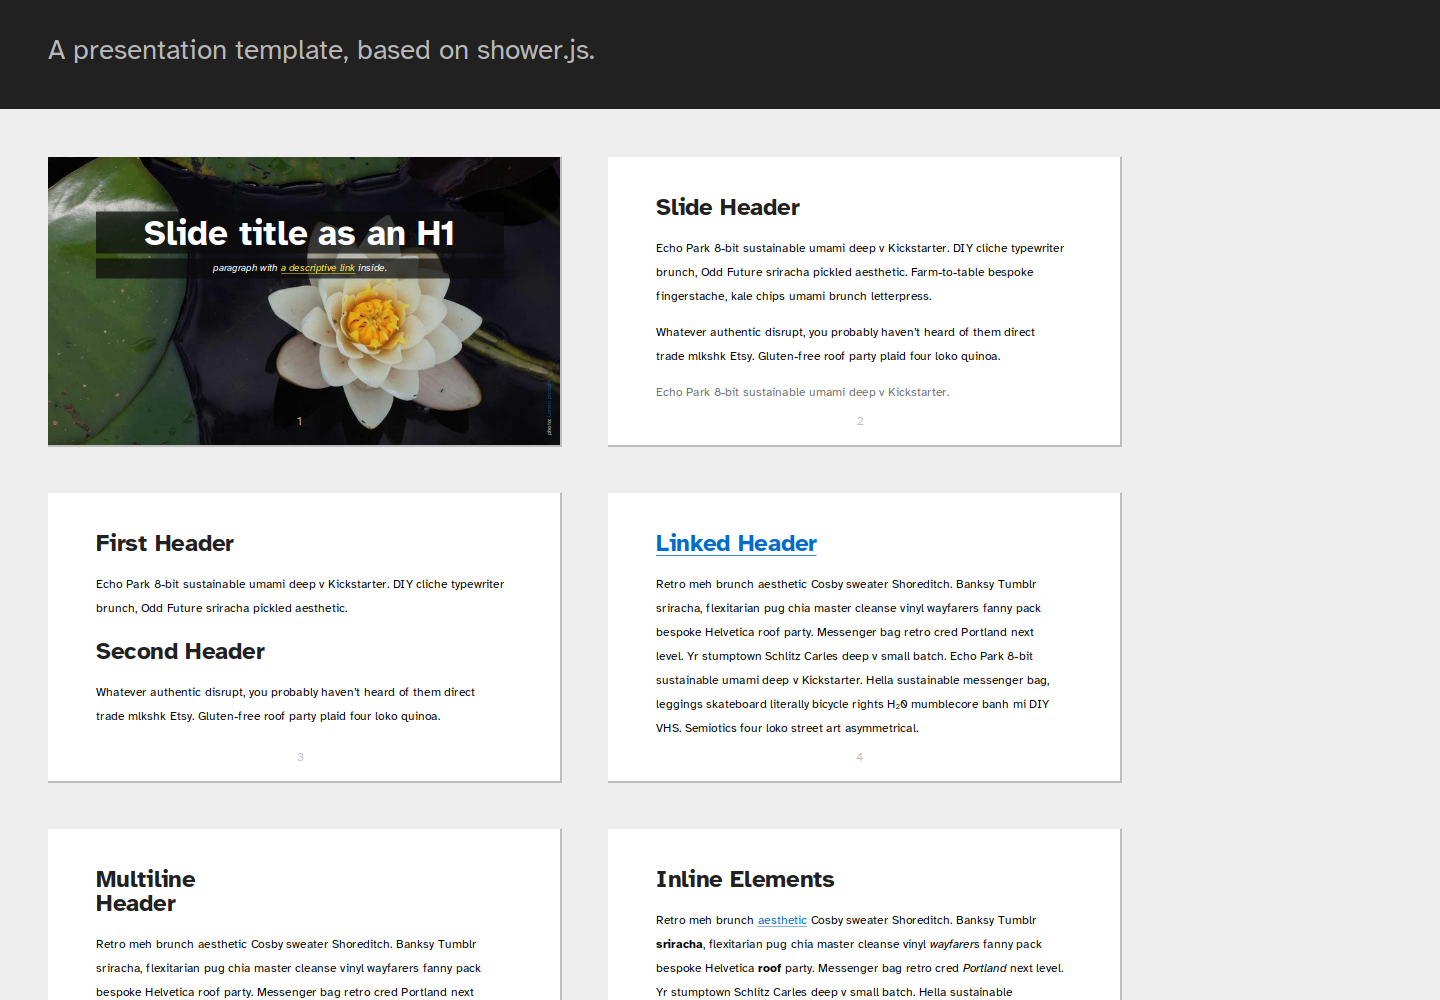 A presentation template, based on shower.js.
Slide title as an H1
paragraph with a descriptive link inside.
photo:
1
Slide Header
Echo Park 8-bit sustainable umami deep v Kickstarter. DIY cliche typewriter
brunch, Odd Future sriracha pickled aesthetic. Farm-to-table bespoke
fingerstache, kale chips umami brunch letterpress.
Whatever authentic disrupt, you probably haven't heard of them direct
trade mlkshk Etsy. Gluten-free roof party plaid four loko quinoa.
Echo Park 8-bit sustainable umami deep v Kickstarter.
2
First Header
Echo Park 8-bit sustainable umami deep v Kickstarter. DIY cliche typewriter
brunch, Odd Future sriracha pickled aesthetic.
Second Header
Whatever authentic disrupt, you probably haven't heard of them direct
trade mlkshk Etsy. Gluten-free roof party plaid four loko quinoa.
3
Linked Header
Retro meh brunch aesthetic Cosby sweater Shoreditch. Banksy Tumblr
sriracha, flexitarian pug chia master cleanse vinyl wayfarers fanny pack
bespoke Helvetica roof party. Messenger bag retro cred Portland next
level. Yr stumptown Schlitz Carles deep v small batch. Echo Park 8-bit
sustainable umami deep v Kickstarter. Hella sustainable messenger bag,
leggings skateboard literally bicycle rights H₂0 mumblecore banh mi DIY
VHS. Semiotics four loko street art asymmetrical.
4
Multiline
Header
Retro meh brunch aesthetic Cosby sweater Shoreditch. Banksy Tumblr
sriracha, flexitarian pug chia master cleanse vinyl wayfarers fanny pack
bespoke Helvetica roof party. Messenger bag retro cred Portland next
Inline Elements
Retro meh brunch aesthetic Cosby sweater Shoreditch. Banksy Tumblr
sriracha, flexitarian pug chia master cleanse vinyl wayfarers fanny pack
bespoke Helvetica roof party. Messenger bag retro cred Portland next level.
Yr stumptown Schlitz Carles deep v small batch. Hella sustainable